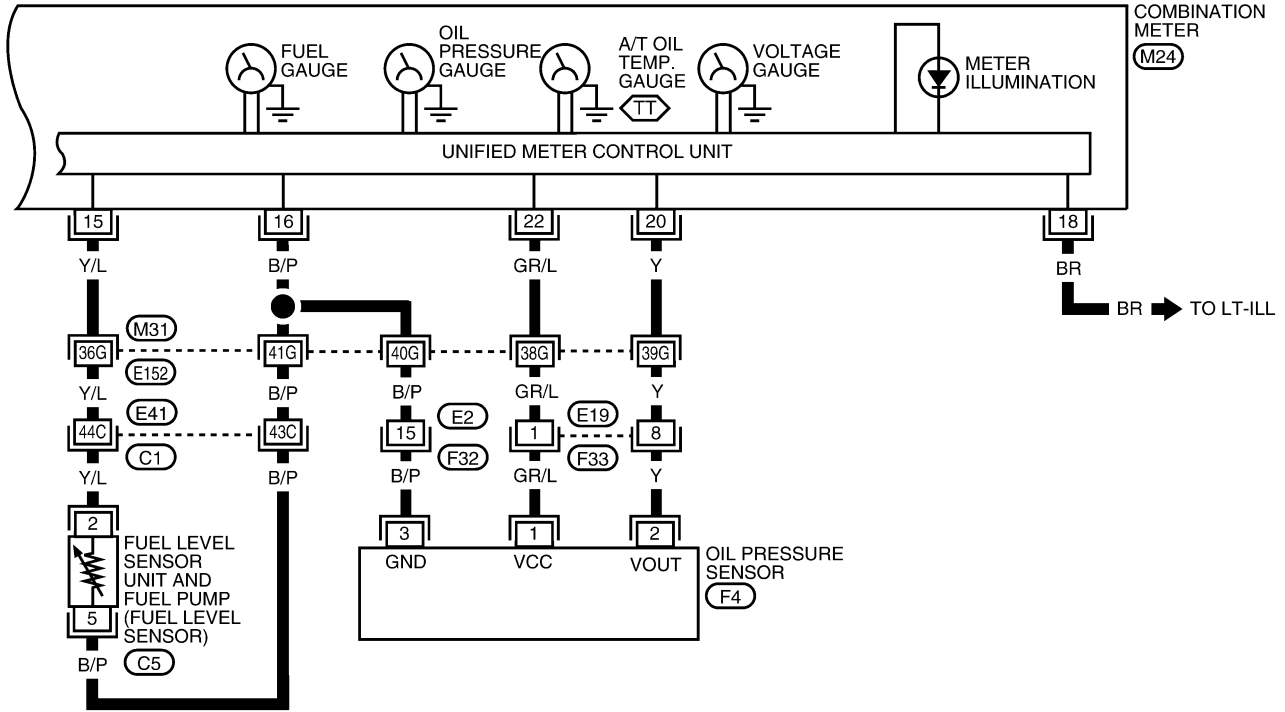 COMBINATION
METER
M24
FUEL
GAUGE
OIL
PRESSURE
GAUGE
A/T OIL
TEMP.
GAUGE
TT
VOLTAGE
GAUGE
METER
ILLUMINATION
UNIFIED METER CONTROL UNIT
15 16 22 20 18
Y/L B/P GR/L Y BR
BR TO LT-ILL
M31
36G 41G 40G 38G 39G
E152
Y/L B/P B/P GR/L Y
E41 E2 E19
44C 43C 15 1 8
C1 F32 F33
Y/L B/P B/P GR/L Y
2 3 1 2
GND VCC VOUT
OIL PRESSURE
SENSOR
F4
FUEL LEVEL
SENSOR
UNIT AND
FUEL PUMP
(FUEL LEVEL
SENSOR)
5
B/P C5